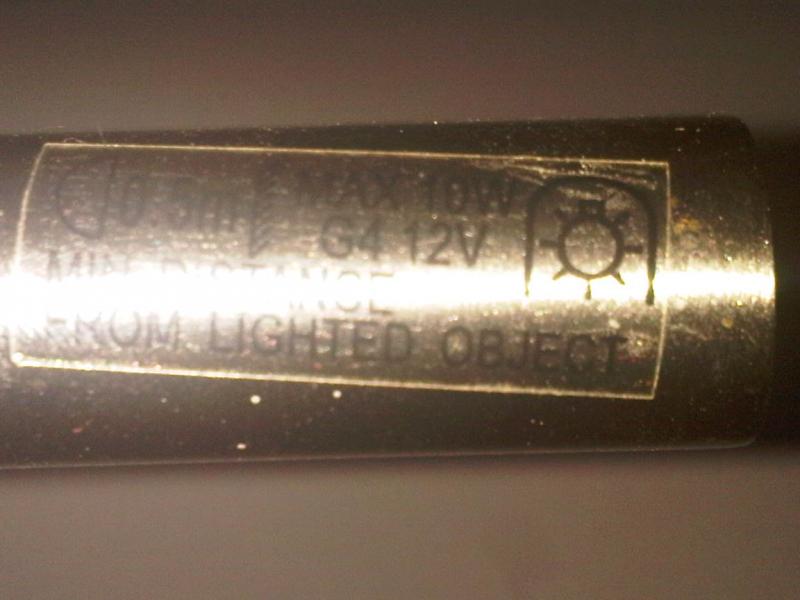 0.5m MAX 10W
G4 12V
MIN DISTANCE
FROM LIGHTED OBJECT